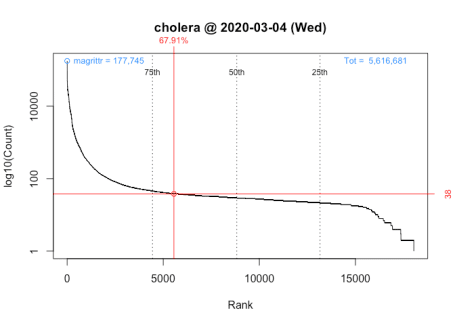 cholera @ 2020-03-04 (Wed)
67.91%
magrittr = 177,745
Tot = 5,616,681
75th
50th
25th
log10(Count)
10000
100
1
38
0
5000
10000
15000
Rank